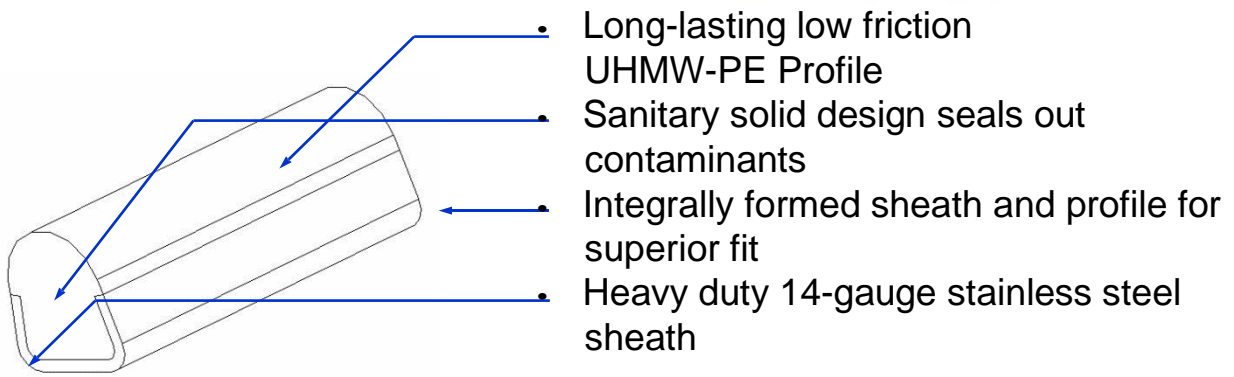 • Long-lasting low friction
UHMW-PE Profile
• Sanitary solid design seals out
contaminants
• Integrally formed sheath and profile for
superior fit
• Heavy duty 14-gauge stainless steel
sheath